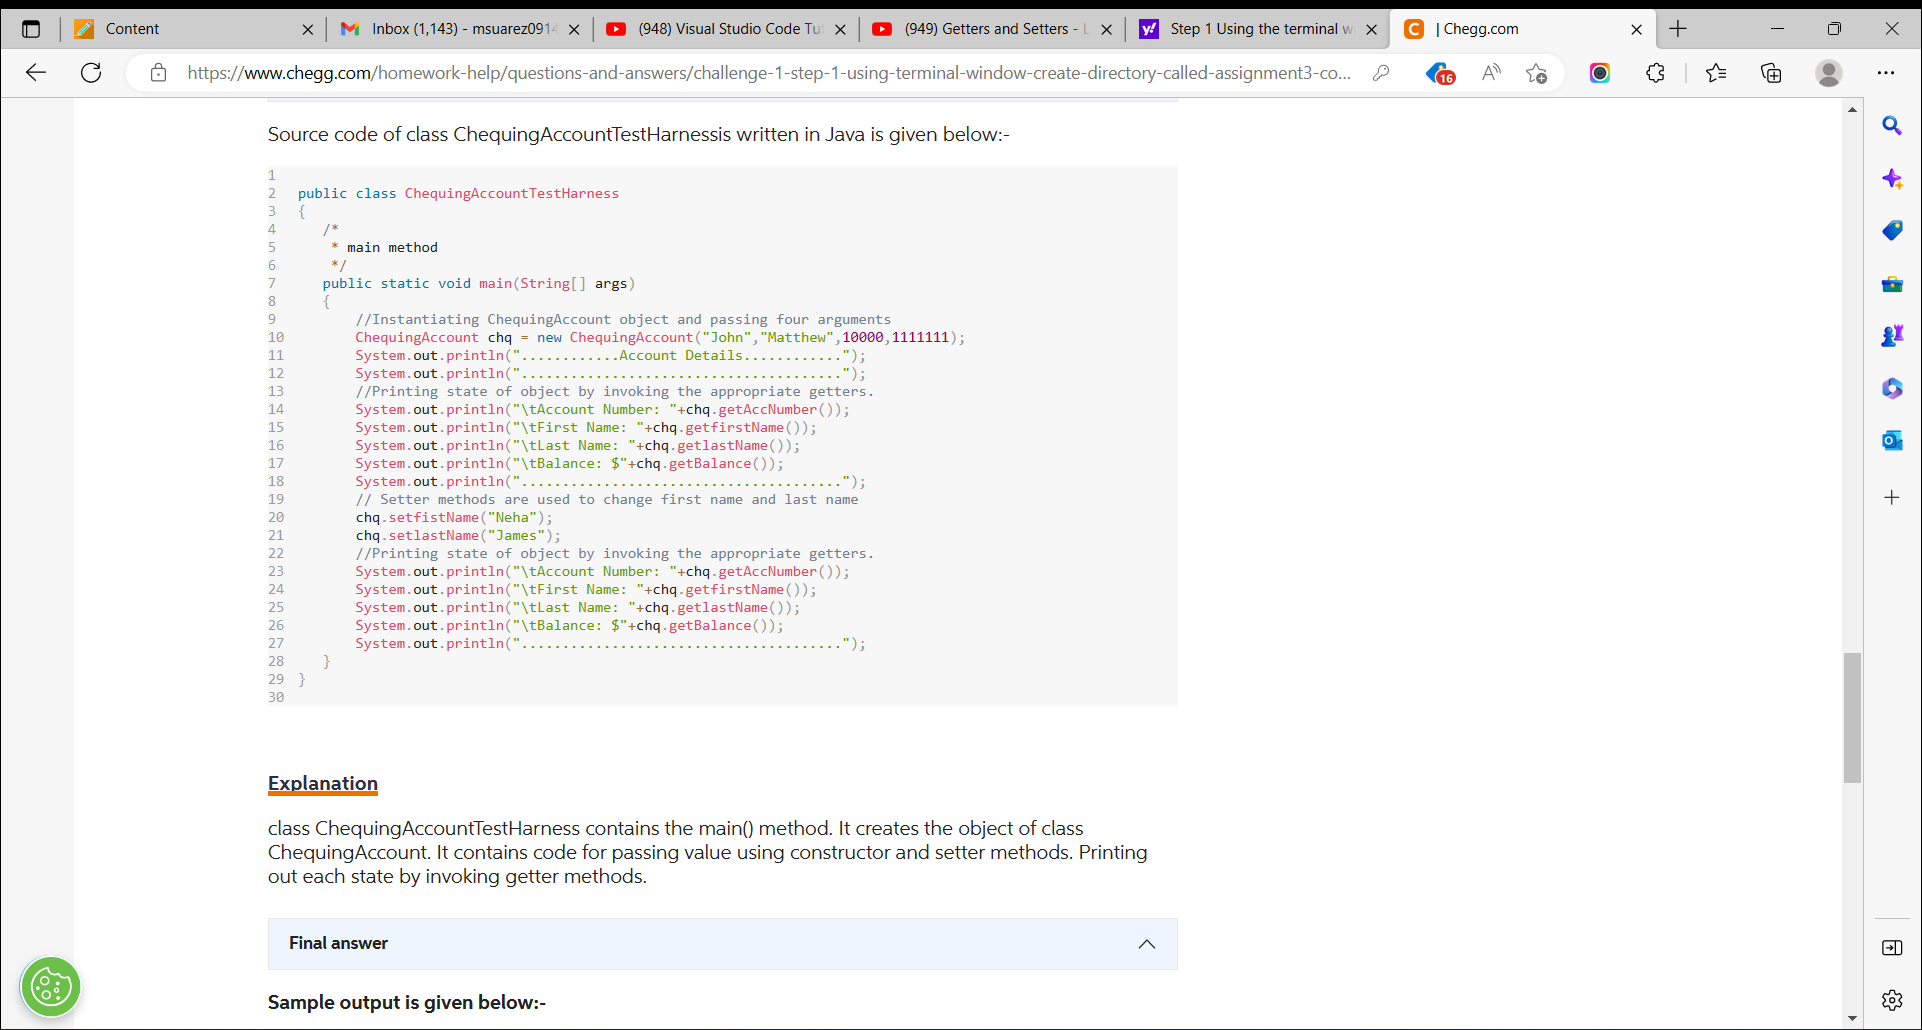 Content
Inbox (1,143) - msuarez0914
(948) Visual Studio Code Tu
(949) Getters and Setters - L
Step 1 Using the terminal w
| Chegg.com
https://www.chegg.com/homework-help/questions-and-answers/challenge-1-step-1-using-terminal-window-create-directory-called-assignment3-co...
16
Source code of class ChequingAccountTestHarnessis written in Java is given below:-
1
2 public class ChequingAccountTestHarness
3 {
4 /*
5 * main method
6 */
7 public static void main(String[] args)
8 {
9 //Instantiating ChequingAccount object and passing four arguments
10 ChequingAccount chq = new ChequingAccount("John","Matthew",10000,1111111);
11 System.out.println("............Account Details............");
12 System.out.println(".......................................");
13 //Printing state of object by invoking the appropriate getters.
14 System.out.println("\tAccount Number: "+chq.getAccNumber());
15 System.out.println("\tFirst Name: "+chq.getfirstName());
16 System.out.println("\tLast Name: "+chq.getlastName());
17 System.out.println("\tBalance: $"+chq.getBalance());
18 System.out.println(".......................................");
19 // Setter methods are used to change first name and last name
20 chq.setfistName("Neha");
21 chq.setlastName("James");
22 //Printing state of object by invoking the appropriate getters.
23 System.out.println("\tAccount Number: "+chq.getAccNumber());
24 System.out.println("\tFirst Name: "+chq.getfirstName());
25 System.out.println("\tLast Name: "+chq.getlastName());
26 System.out.println("\tBalance: $"+chq.getBalance());
27 System.out.println(".......................................");
28 }
29 }
30
Explanation
class ChequingAccountTestHarness contains the main() method. It creates the object of class
ChequingAccount. It contains code for passing value using constructor and setter methods. Printing
out each state by invoking getter methods.
Final answer
Sample output is given below:-